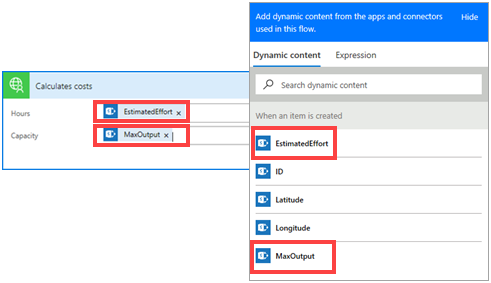 Calculates costs
Hours EstimatedEffort ×
Capacity MaxOutput ×
Add dynamic content from the apps and connectors Hide
used in this flow.
Dynamic content Expression
Search dynamic content
When an item is created
EstimatedEffort
ID
Latitude
Longitude
MaxOutput